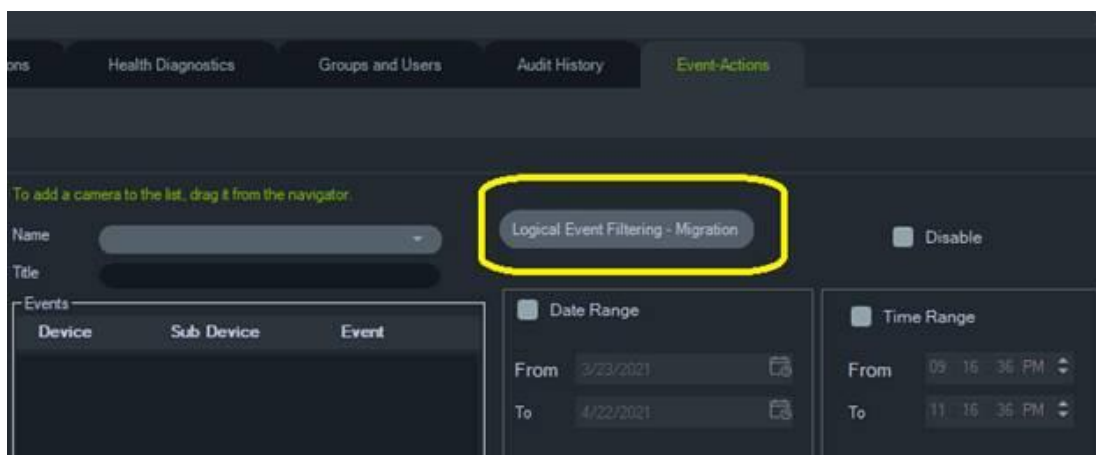 ons Health Diagnostics Groups and Users Audit History Event-Actions
To add a camera to the list, drag it from the navigator.
Name
Logical Event Filtering - Migration
Disable
Title
Events
Device Sub Device Event
Date Range
From 3/23/2021
To 4/22/2021
Time Range
From 09 16 36 PM
To 11 16 36 PM